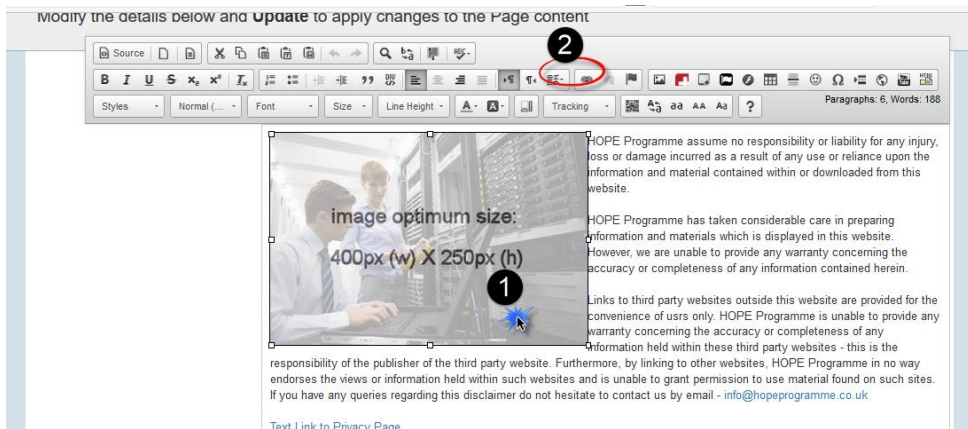 Modify the details below and Update to apply changes to the Page content
2
Source
ABC
B I U S x₂ x² Tx
DIV
Styles Normal (... Font Size Line Height A A Tracking Aa aa AA Aa ?
Paragraphs: 6, Words: 188
image optimum size:
400px (w) X 250px (h)
1
HOPE Programme assume no responsibility or liability for any injury,
loss or damage incurred as a result of any use or reliance upon the
information and material contained within or downloaded from this
website.
HOPE Programme has taken considerable care in preparing
information and materials which is displayed in this website.
However, we are unable to provide any warranty concerning the
accuracy or completeness of any information contained herein.
Links to third party websites outside this website are provided for the
convenience of usrs only. HOPE Programme is unable to provide any
warranty concerning the accuracy or completeness of any
information held within these third party websites - this is the
responsibility of the publisher of the third party website. Furthermore, by linking to other websites, HOPE Programme in no way
endorses the views or information held within such websites and is unable to grant permission to use material found on such sites.
If you have any queries regarding this disclaimer do not hesitate to contact us by email - info@hopeprogramme.co.uk
Text Link to Privacy Page